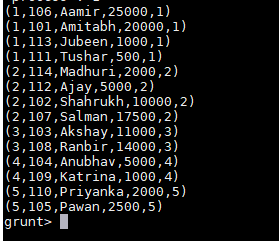 (1,106,Aamir,25000,1)
(1,101,Amitabh,20000,1)
(1,113,Jubeen,1000,1)
(1,111,Tushar,500,1)
(2,114,Madhuri,2000,2)
(2,112,Ajay,5000,2)
(2,102,Shahrukh,10000,2)
(2,107,Salman,17500,2)
(3,103,Akshay,11000,3)
(3,108,Ranbir,14000,3)
(4,104,Anubhav,5000,4)
(4,109,Katrina,1000,4)
(5,110,Priyanka,2000,5)
(5,105,Pawan,2500,5)
grunt>